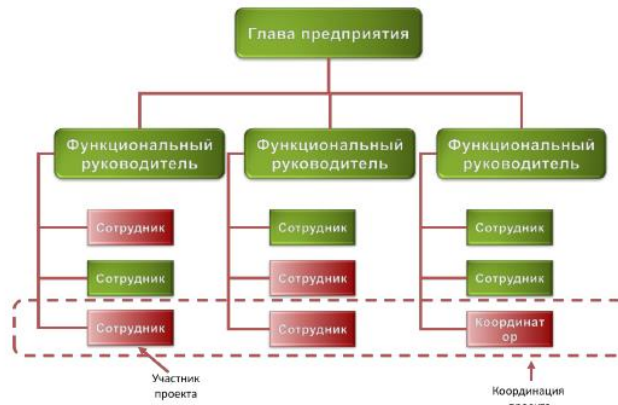 Глава предприятия
Функциональный
руководитель
Функциональный
руководитель
Функциональный
руководитель
Сотрудник
Сотрудник
Сотрудник
Сотрудник
Сотрудник
Сотрудник
Сотрудник
Сотрудник
Координат
ор
Участник
проекта
Координация
проекта